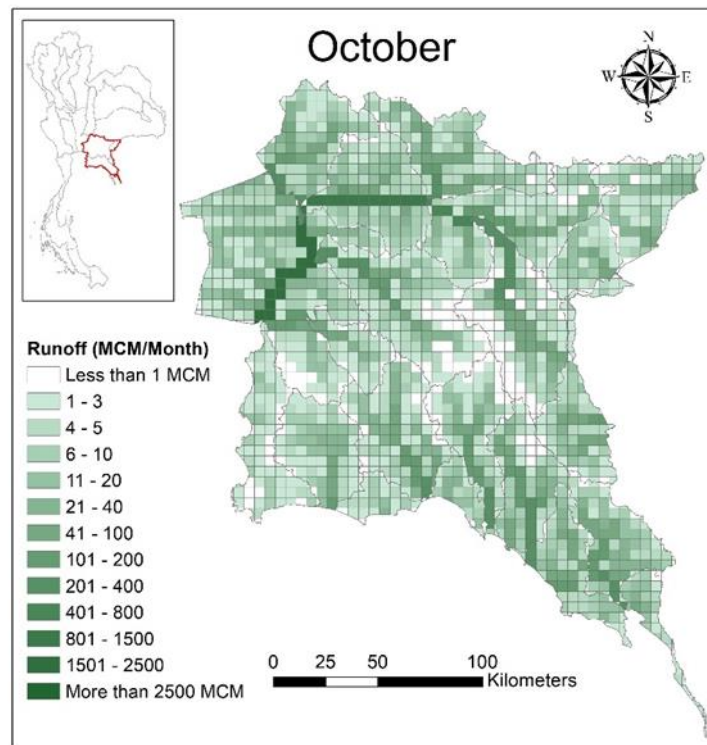 October
N
W E
S
Runoff (MCM/Month)
Less than 1 MCM
1 - 3
4 - 5
6 - 10
11 - 20
21 - 40
41 - 100
101 - 200
201 - 400
401 - 800
801 - 1500
1501 - 2500
More than 2500 MCM
0 25 50 100
Kilometers